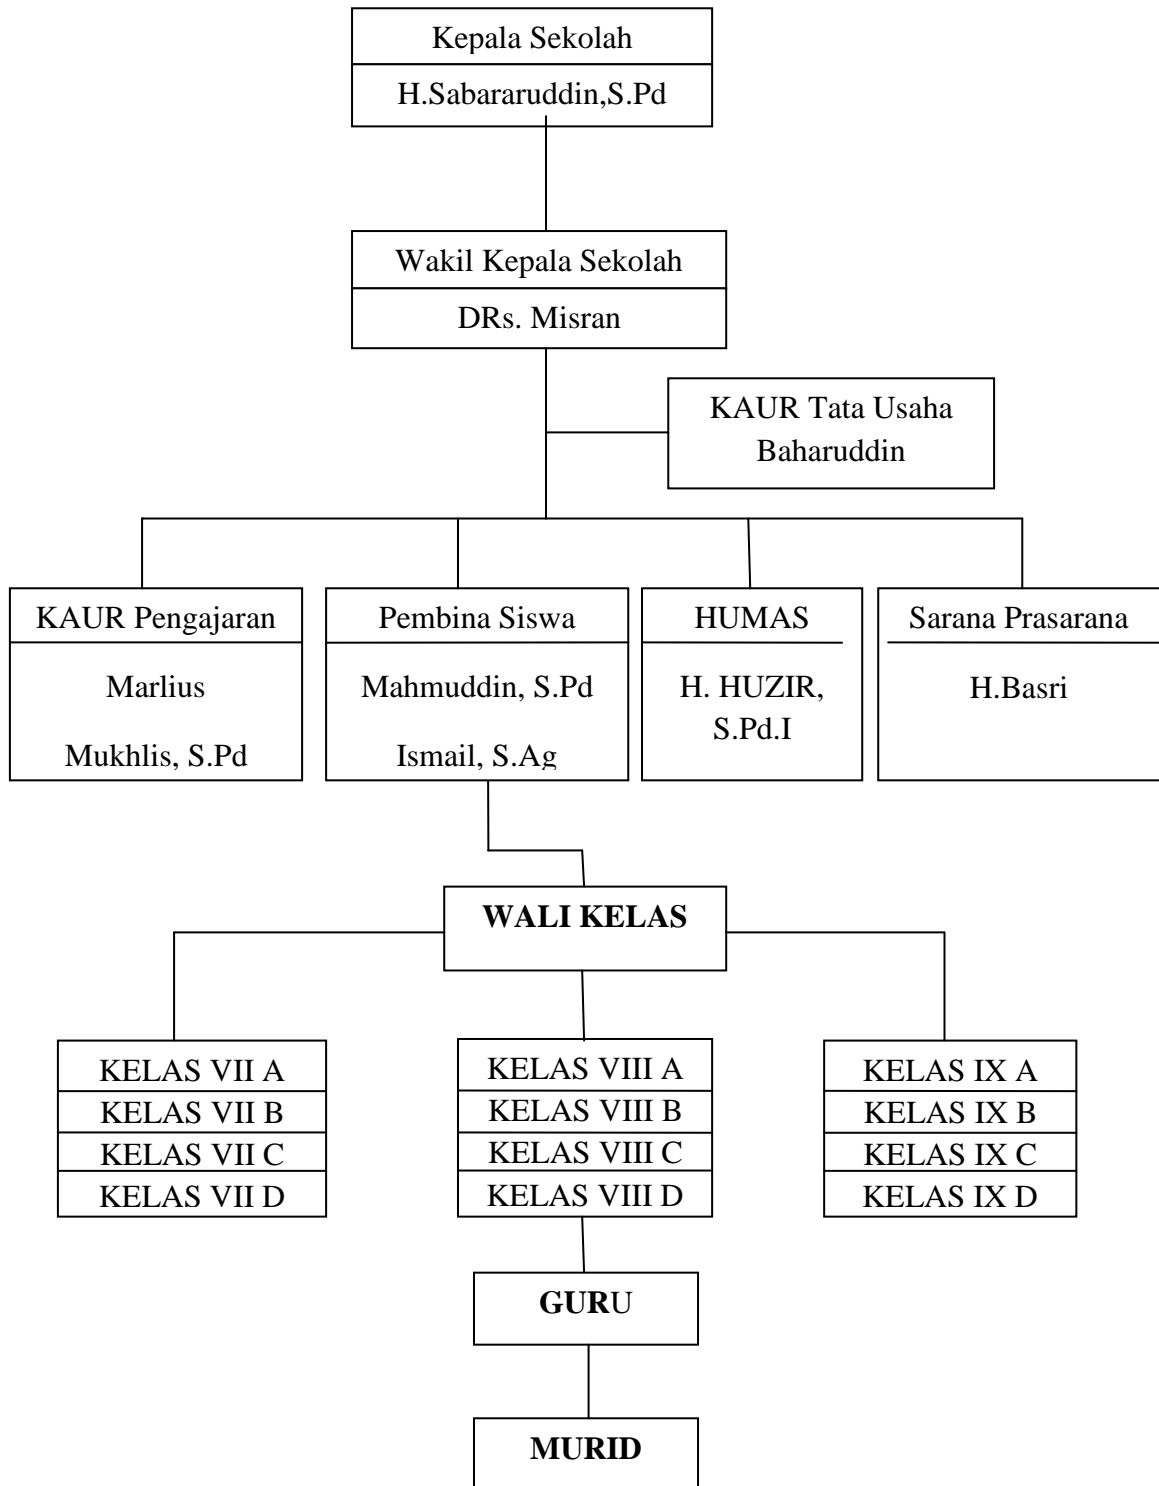 Kepala Sekolah
H.Sabararuddin,S.Pd
Wakil Kepala Sekolah
DRs. Misran
KAUR Tata Usaha
Baharuddin
KAUR Pengajaran
Marlius
Mukhlis, S.Pd
Pembina Siswa
Mahmuddin, S.Pd
Ismail, S.Ag
HUMAS
H. HUZIR,
S.Pd.I
Sarana Prasarana
H.Basri
WALI KELAS
KELAS VII A
KELAS VII B
KELAS VII C
KELAS VII D
KELAS VIII A
KELAS VIII B
KELAS VIII C
KELAS VIII D
KELAS IX A
KELAS IX B
KELAS IX C
KELAS IX D
GURU
MURID